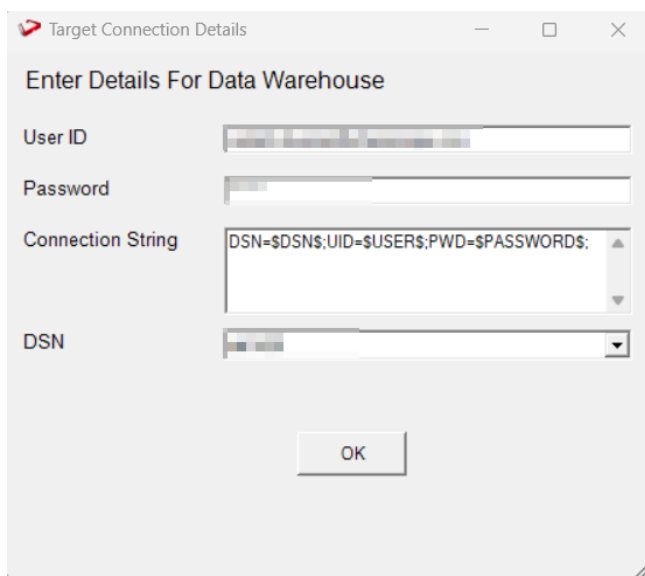 Target Connection Details
Enter Details For Data Warehouse
User ID
Password
Connection String
DSN=$DSN$;UID=$USER$;PWD=$PASSWORD$;
DSN
OK